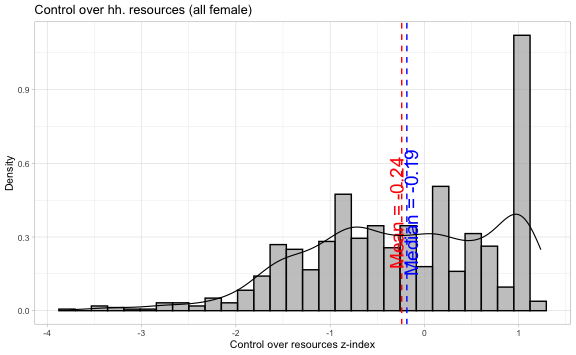 Control over hh. resources (all female)
Density
0.9
0.6
0.3
0.0
Mean = -0.24
Median = -0.19
-4
-3
-2
-1
0
1
Control over resources z-index